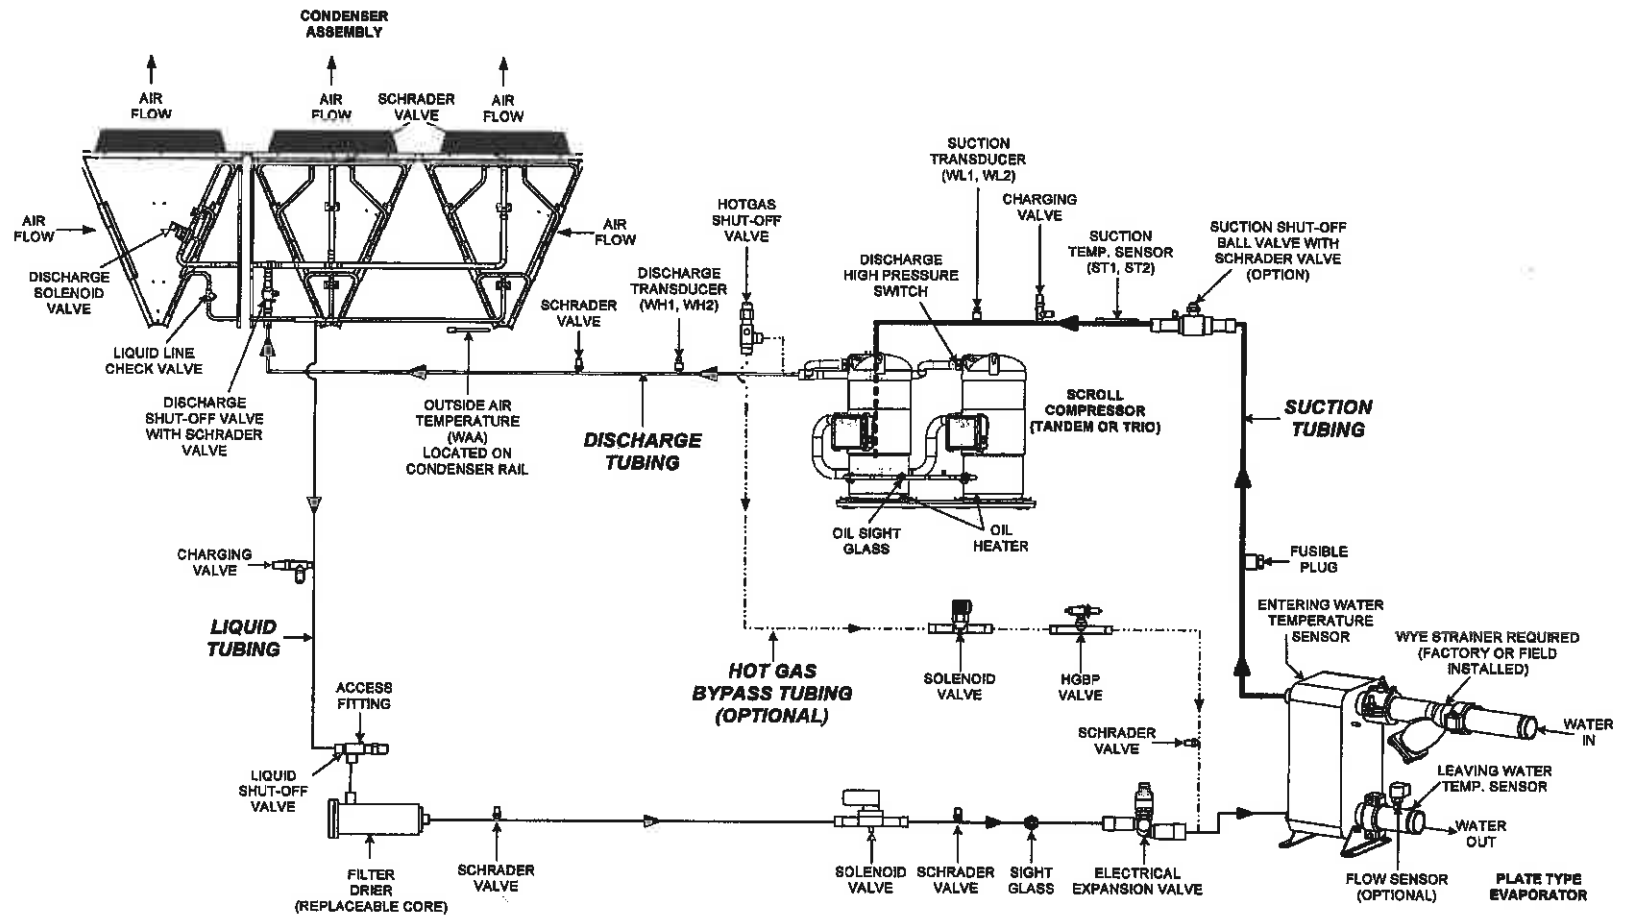 CONDENSER
ASSEMBLY
AIR
FLOW
AIR
FLOW
SCHRADER
VALVE
AIR
FLOW
AIR
FLOW
AIR
FLOW
DISCHARGE
SOLENOID
VALVE
LIQUID LINE
CHECK VALVE
DISCHARGE
SHUT-OFF VALVE
WITH SCHRADER
VALVE
OUTSIDE AIR
TEMPERATURE
(WAA)
LOCATED ON
CONDENSER RAIL
SCHRADER
VALVE
DISCHARGE
TRANSDUCER
(WH1, WH2)
HOTGAS
SHUT-OFF
VALVE
DISCHARGE
TUBING
DISCHARGE
HIGH PRESSURE
SWITCH
SUCTION
TRANSDUCER
(WL1, WL2)
CHARGING
VALVE
SUCTION
TEMP. SENSOR
(ST1, ST2)
SUCTION SHUT-OFF
BALL VALVE WITH
SCHRADER VALVE
(OPTION)
SCROLL
COMPRESSOR
(TANDEM OR TRIO)
SUCTION
TUBING
OIL SIGHT
GLASS
OIL
HEATER
FUSIBLE
PLUG
CHARGING
VALVE
LIQUID
TUBING
ACCESS
FITTING
LIQUID
SHUT-OFF
VALVE
HOT GAS
BYPASS TUBING
(OPTIONAL)
SOLENOID
VALVE
HGBP
VALVE
SCHRADER
VALVE
ENTERING WATER
TEMPERATURE
SENSOR
WYE STRAINER REQUIRED
(FACTORY OR FIELD
INSTALLED)
WATER
IN
LEAVING WATER
TEMP. SENSOR
WATER
OUT
FILTER
DRIER
(REPLACEABLE CORE)
SCHRADER
VALVE
SOLENOID
VALVE
SCHRADER
VALVE
SIGHT
GLASS
ELECTRICAL
EXPANSION VALVE
FLOW SENSOR
(OPTIONAL)
PLATE TYPE
EVAPORATOR